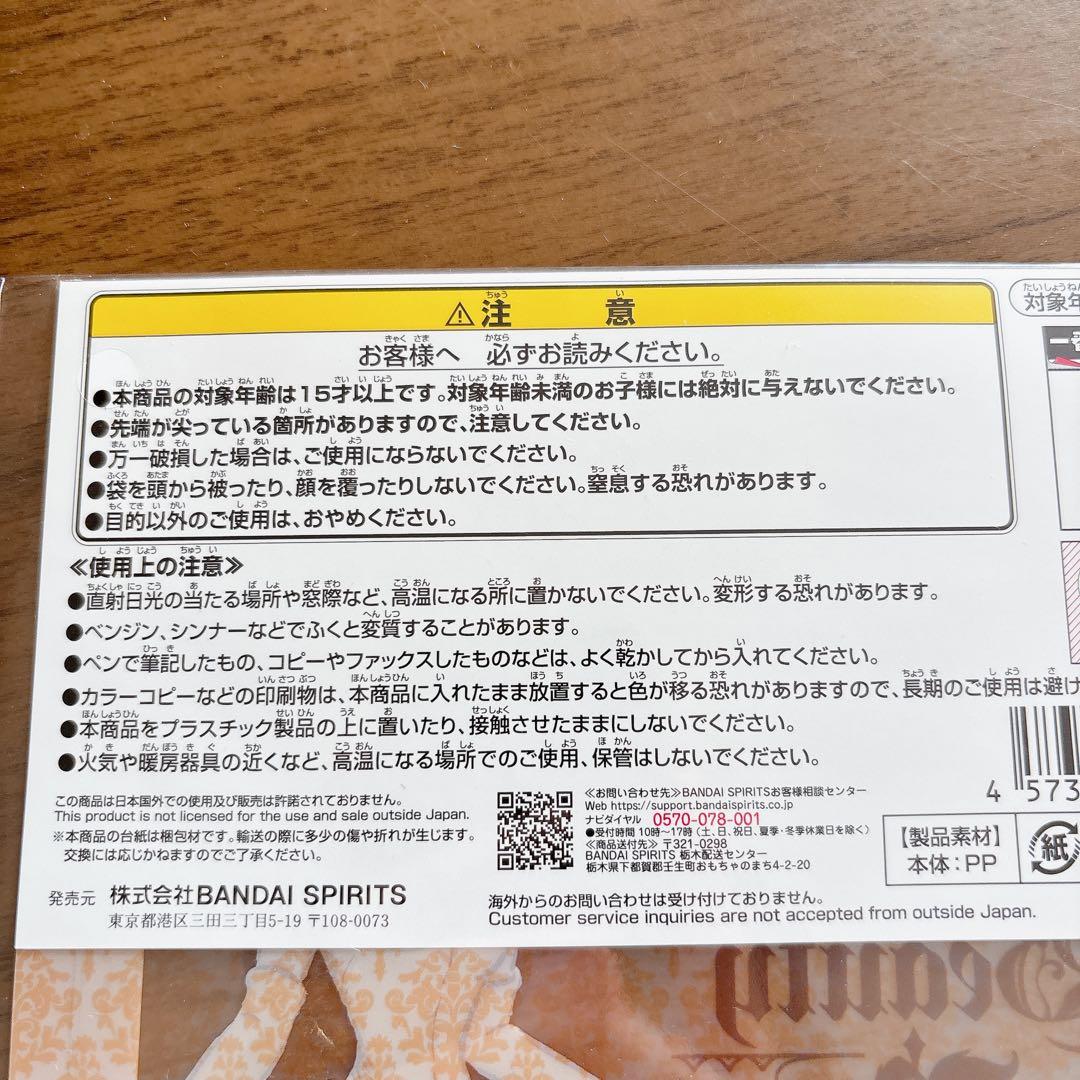 ⚠注意
お客様へ 必ずお読みください。
●本商品の対象年齢は15才以上です。対象年齢未満のお子様には絶対に与えないでください。
●先端が尖っている箇所がありますので、注意してください。
●万一破損した場合は、ご使用にならないでください。
●袋を頭から被ったり、顔を覆ったりしないでください。窒息する恐れがあります。
●目的以外のご使用は、おやめください。
≪使用上の注意≫
●直射日光の当たる場所や窓際など、高温になる所に置かないでください。変形する恐れがあります。
●ベンジン、シンナーなどでふくと変質することがあります。
●ペンで筆記したもの、コピーやファックスしたものなどは、よく乾かしてから入れてください。
●カラーコピーなどの印刷物は、本商品に入れたまま放置すると色が移る恐れがありますので、長期のご使用は避け
●本商品をプラスチック製品の上に置いたり、接触させたままにしないでください。
●火気や暖房器具の近くなど、高温になる場所でのご使用、保管はしないでください。
この商品は日本国外での使用及び販売は許諾されておりません。
This product is not licensed for the use and sale outside Japan.
※本商品の台紙は梱包材です。輸送の際に多少の傷や折れが生じます。
交換には応じかねますのでご了承ください。
発売元 株式会社BANDAI SPIRITS
東京都港区三田三丁目5-19 〒108-0073
≪お問い合わせ先≫BANDAI SPIRITSお客様相談センター
Web https://support.bandaispirits.co.jp
ナビダイヤル 0570-078-001
●受付時間 10時～17時(土、日、祝日、夏季・冬季休業日を除く)
≪商品送付先≫ 〒321-0298
BANDAI SPIRITS 栃木配送センター
栃木県下都賀郡壬生町おもちゃのまち4-2-20
海外からのお問い合わせは受け付けておりません。
Customer service inquiries are not accepted from outside Japan.
対象年
4 573
【製品素材】
本体：PP
紙
Beauty